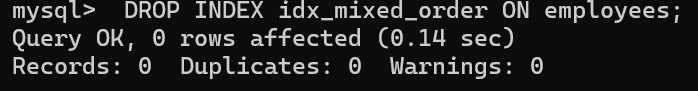 mysql>  DROP INDEX idx_mixed_order ON employees;
Query OK, 0 rows affected (0.14 sec)
Records: 0  Duplicates: 0  Warnings: 0